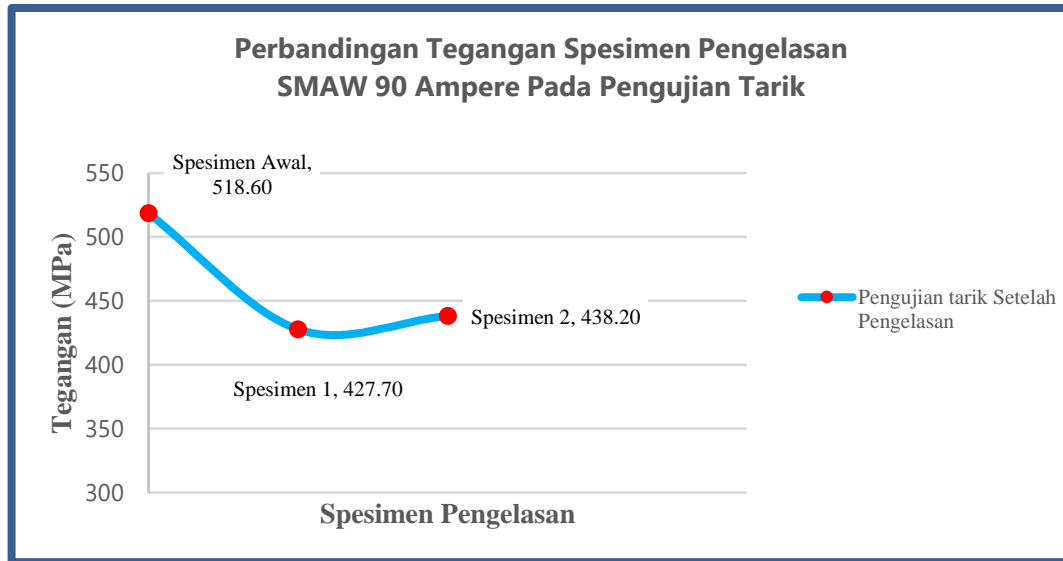 Perbandingan Tegangan Spesimen Pengelasan
SMAW 90 Ampere Pada Pengujian Tarik
Spesimen Awal,
518.60
550
500
450
400
350
300
Tegangan (MPa)
Spesimen 2, 438.20
Spesimen 1, 427.70
Pengujian tarik Setelah
Pengelasan
Spesimen Pengelasan